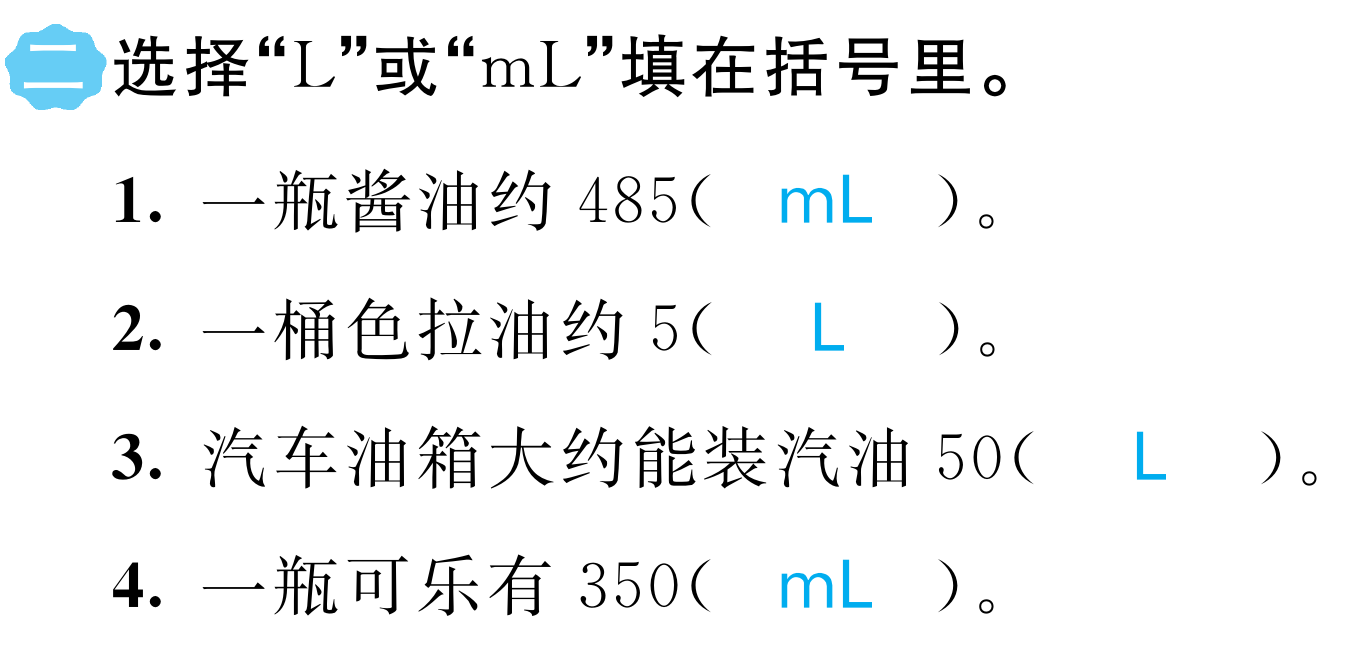 二 选择“L”或“mL”填在括号里。
1. 一瓶酱油约 485( mL )。
2. 一桶色拉油约 5( L )。
3. 汽车油箱大约能装汽油 50( L )。
4. 一瓶可乐有 350( mL )。